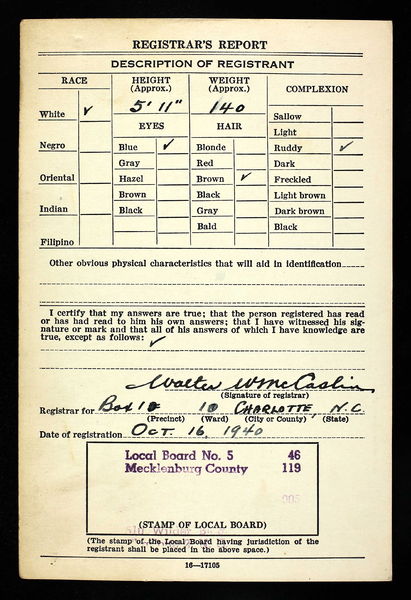 REGISTRAR'S REPORT
DESCRIPTION OF REGISTRANT
RACE
HEIGHT (Approx.)
WEIGHT (Approx.)
COMPLEXION
White ✓
5' 11"
140
Sallow
Light
EYES
HAIR
Negro
Blue ✓
Blonde
Ruddy ✓
Gray
Red
Dark
Oriental
Hazel
Brown ✓
Freckled
Brown
Black
Light brown
Indian
Black
Gray
Dark brown
Bald
Black
Filipino
Other obvious physical characteristics that will aid in identification
I certify that my answers are true; that the person registered has read
or has had read to him his own answers; that I have witnessed his sig-
nature or mark and that all of his answers of which I have knowledge are
true, except as follows: ✓
Walter W McCaslin
(Signature of registrar)
Registrar for Box 10 10 CHARLOTTE, N.C.
(Precinct) (Ward) (City or County) (State)
Date of registration OCT. 16, 1940
Local Board No. 5 46
Mecklenburg County 119
005
(STAMP OF LOCAL BOARD)
(The stamp of the Local Board having jurisdiction of the
registrant shall be placed in the above space.)
16—17105